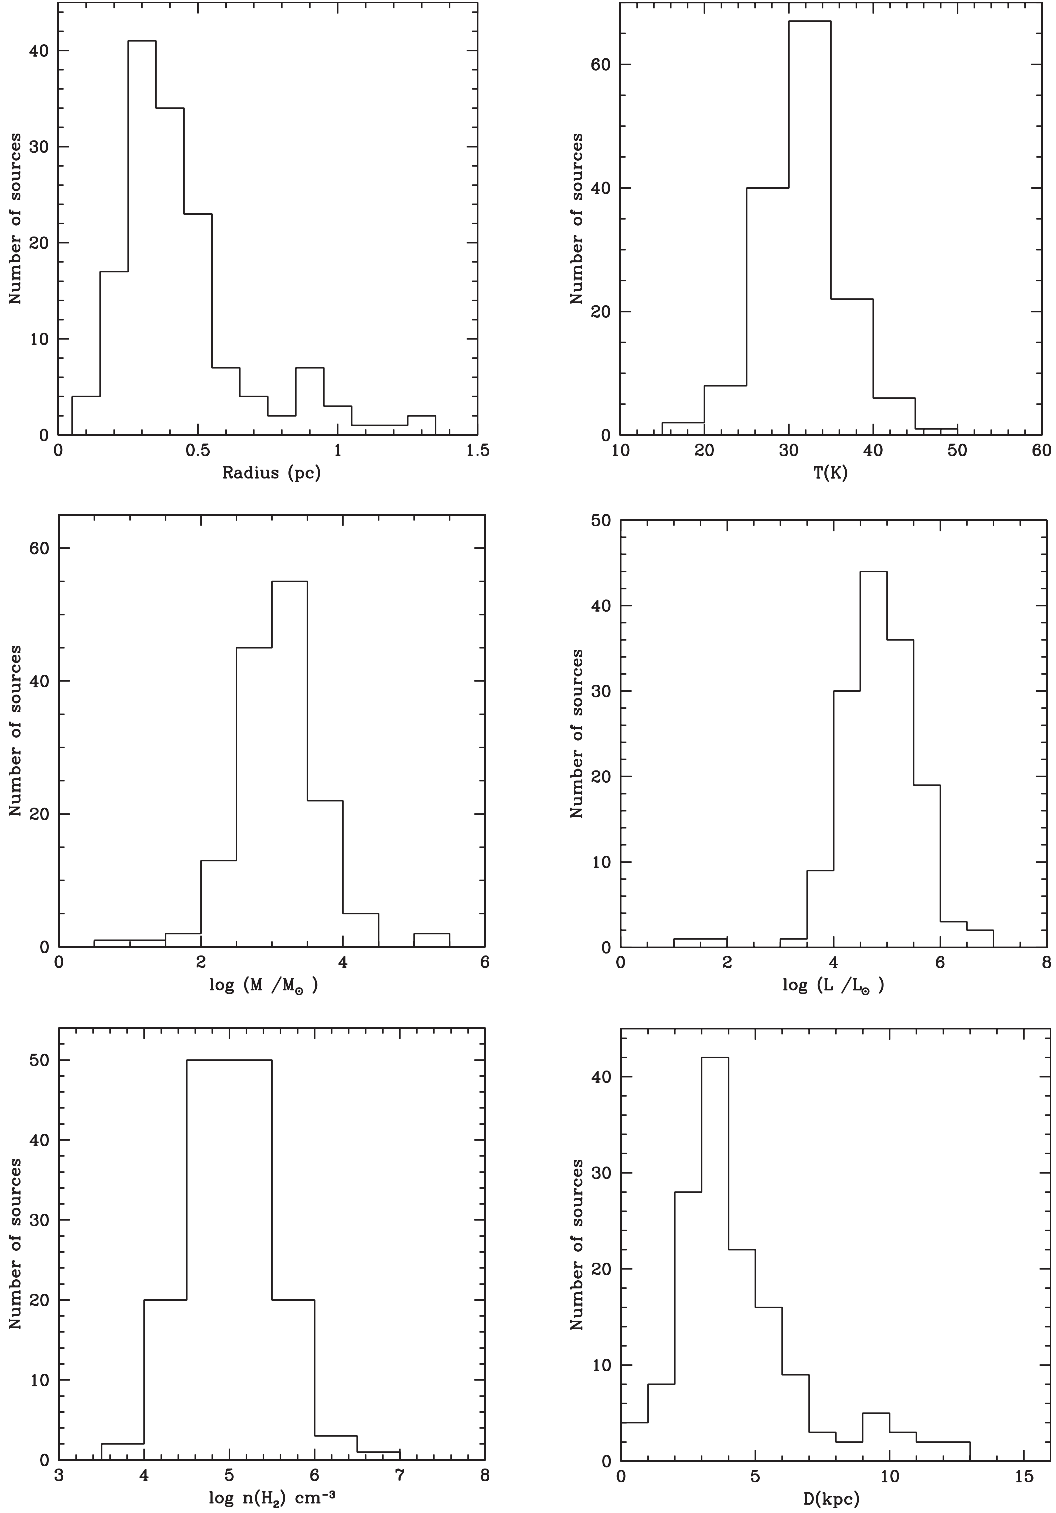 40
30
20
10
0
0 0.5 1 1.5
Number of sources
Radius (pc)
60
40
20
0
10 20 30 40 50 60
Number of sources
T(K)
60
40
20
0
0 2 4 6
Number of sources
log (M /M⊙ )
50
40
30
20
10
0
0 2 4 6 8
Number of sources
log (L /L⊙ )
50
40
30
20
10
0
3 4 5 6 7 8
Number of sources
log n(H₂) cm⁻³
40
30
20
10
0
0 5 10 15
Number of sources
D(kpc)